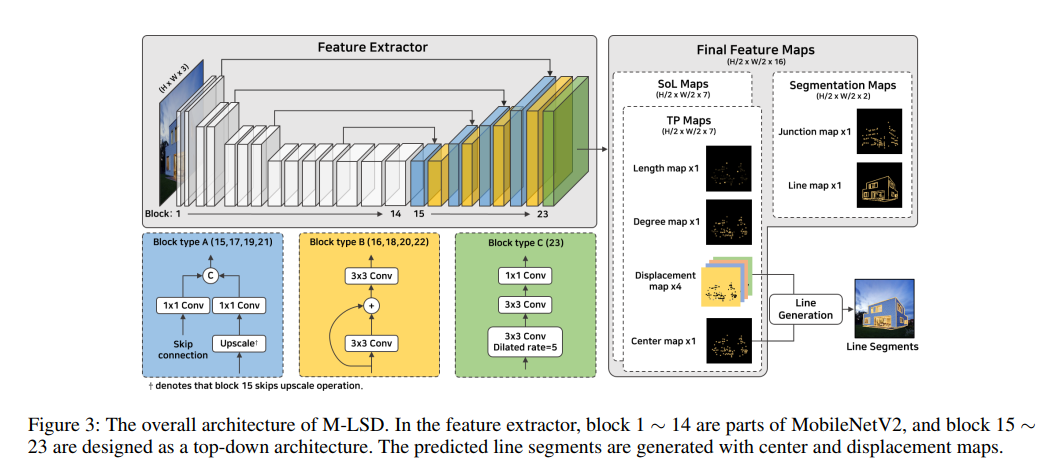 Feature Extractor
(H x W x 3)
Block: 1
14
15
23
Block type A (15,17,19,21)
C
1x1 Conv
1x1 Conv
Skip
connection
Upscale†
Block type B (16,18,20,22)
3x3 Conv
+
3x3 Conv
Block type C (23)
1x1 Conv
3x3 Conv
3x3 Conv
Dilated rate=5
† denotes that block 15 skips upscale operation.
Final Feature Maps
(H/2 x W/2 x 16)
SoL Maps
(H/2 x W/2 x 7)
TP Maps
(H/2 x W/2 x 7)
Length map x1
Degree map x1
Displacement
map x4
Center map x1
Segmentation Maps
(H/2 x W/2 x 2)
Junction map x1
Line map x1
Line
Generation
Line Segments
Figure 3: The overall architecture of M-LSD. In the feature extractor, block 1 ∼ 14 are parts of MobileNetV2, and block 15 ∼
23 are designed as a top-down architecture. The predicted line segments are generated with center and displacement maps.